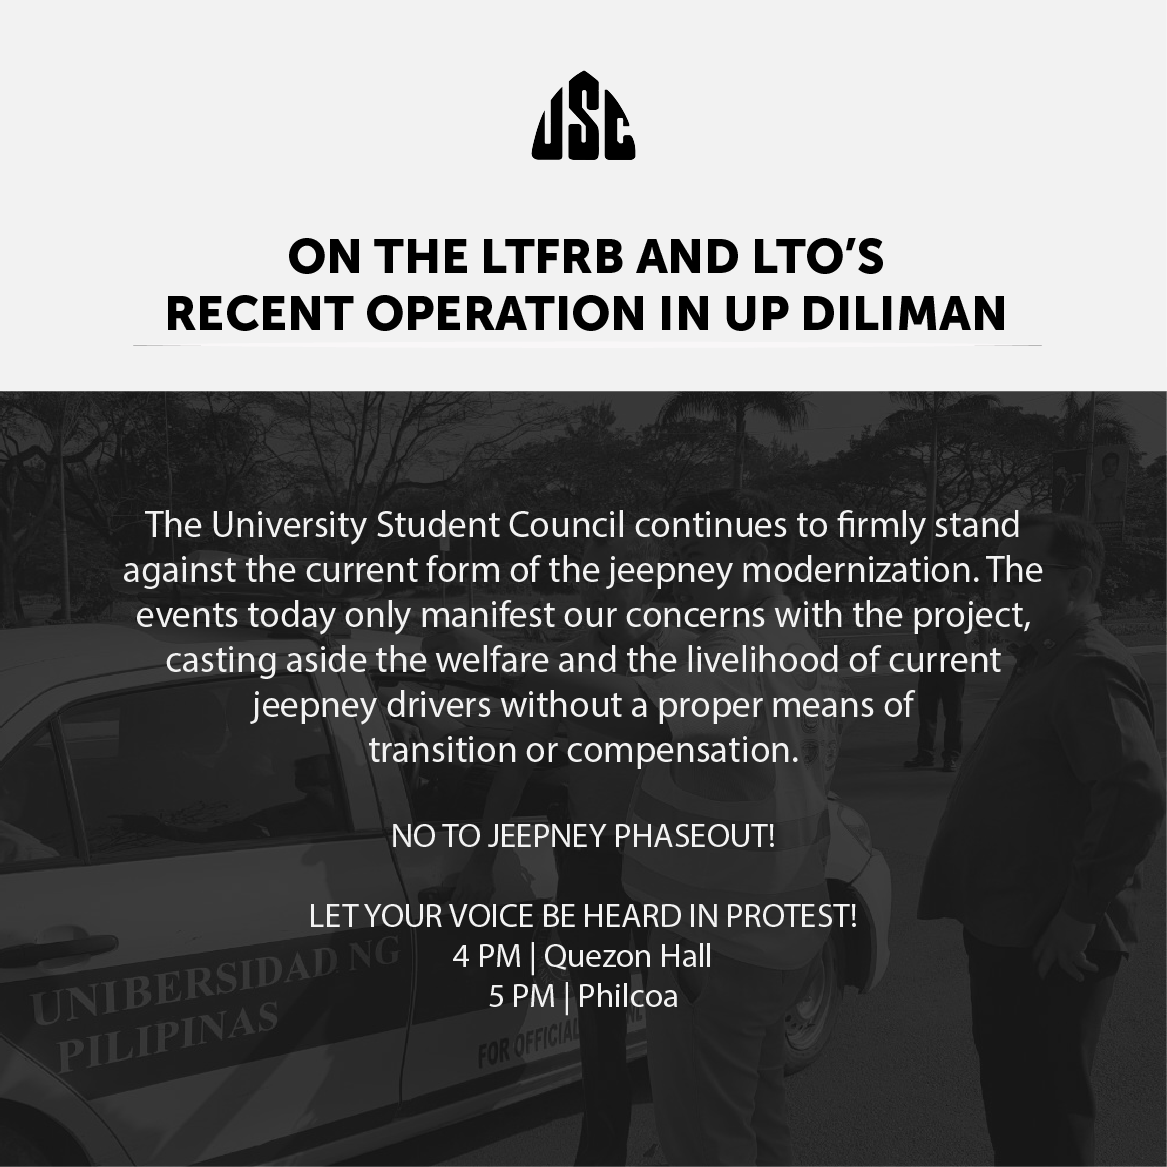 USC
ON THE LTFRB AND LTO'S
RECENT OPERATION IN UP DILIMAN
The University Student Council continues to firmly stand
against the current form of the jeepney modernization. The
events today only manifest our concerns with the project,
casting aside the welfare and the livelihood of current
jeepney drivers without a proper means of
transition or compensation.
NO TO JEEPNEY PHASEOUT!
LET YOUR VOICE BE HEARD IN PROTEST!
4 PM | Quezon Hall
5 PM | Philcoa
UNIBERSIDAD NG
PILIPINAS
FOR OFFICIAL